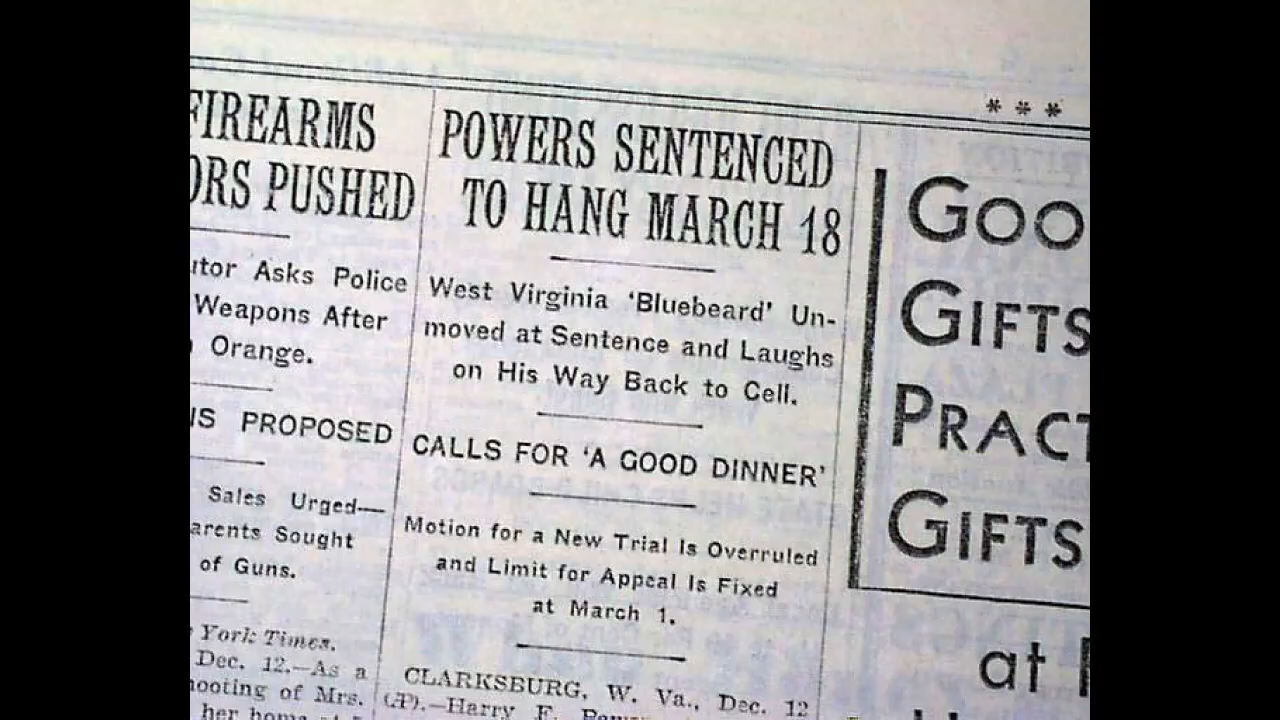 FIREARMS
ORS PUSHED
utor Asks Police
Weapons After
Orange.
IS PROPOSED
Sales Urged—
arents Sought
of Guns.
York Times.
Dec. 12.—As a
hooting of Mrs.
her home at
POWERS SENTENCED
TO HANG MARCH 18
West Virginia 'Bluebeard' Un-
moved at Sentence and Laughs
on His Way Back to Cell.
CALLS FOR 'A GOOD DINNER'
Motion for a New Trial Is Overruled
and Limit for Appeal Is Fixed
at March 1.
CLARKSBURG, W. Va., Dec. 12
(AP).—Harry F. Pow
* * *
GOO
GIFTS
PRACT
GIFTS
at